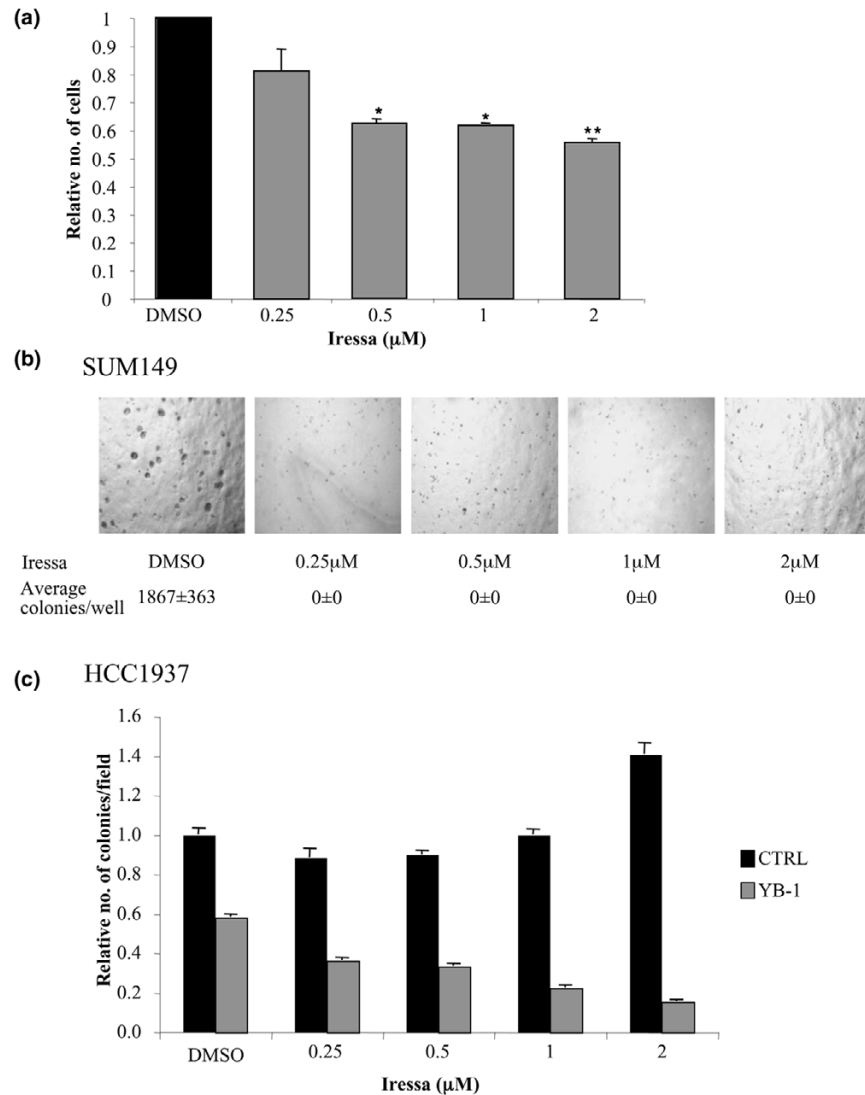 (a)
Relative no. of cells
1
0.9
0.8
0.7
0.6
0.5
0.4
0.3
0.2
0.1
0
*
*
**
DMSO 0.25 0.5 1 2
Iressa (µM)
(b) SUM149
Iressa DMSO 0.25µM 0.5µM 1µM 2µM
Average
colonies/well 1867±363 0±0 0±0 0±0 0±0
(c) HCC1937
Relative no. of colonies/field
1.6
1.4
1.2
1.0
0.8
0.6
0.4
0.2
0.0
CTRL
YB-1
DMSO 0.25 0.5 1 2
Iressa (µM)